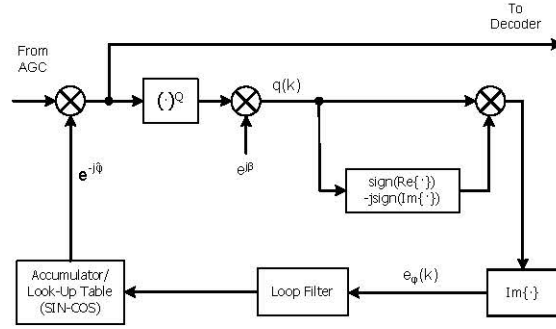 To
Decoder
From
AGC
(·)^Q
q(k)
e^-jφ̂
e^jβ
sign(Re{·})
-jsign(Im{·})
Accumulator/
Look-Up Table
(SIN-COS)
Loop Filter
eφ(k)
Im{·}